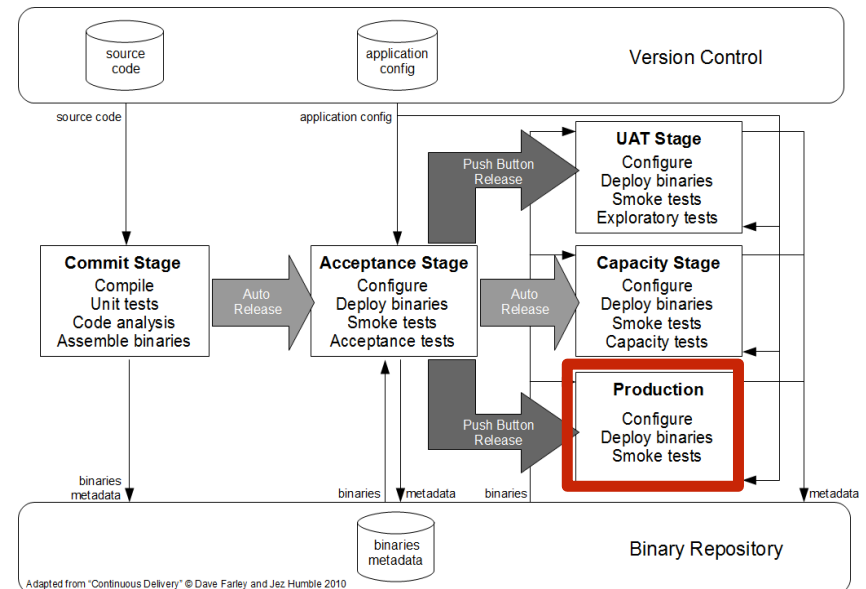 source
code
application
config
Version Control
source code
application config
UAT Stage
Configure
Deploy binaries
Smoke tests
Exploratory tests
Push Button
Release
Commit Stage
Compile
Unit tests
Code analysis
Assemble binaries
Auto
Release
Acceptance Stage
Configure
Deploy binaries
Smoke tests
Acceptance tests
Auto
Release
Capacity Stage
Configure
Deploy binaries
Smoke tests
Capacity tests
Push Button
Release
Production
Configure
Deploy binaries
Smoke tests
binaries
metadata
binaries
metadata
binaries
metadata
binaries
metadata
Binary Repository
Adapted from “Continuous Delivery” © Dave Farley and Jez Humble 2010